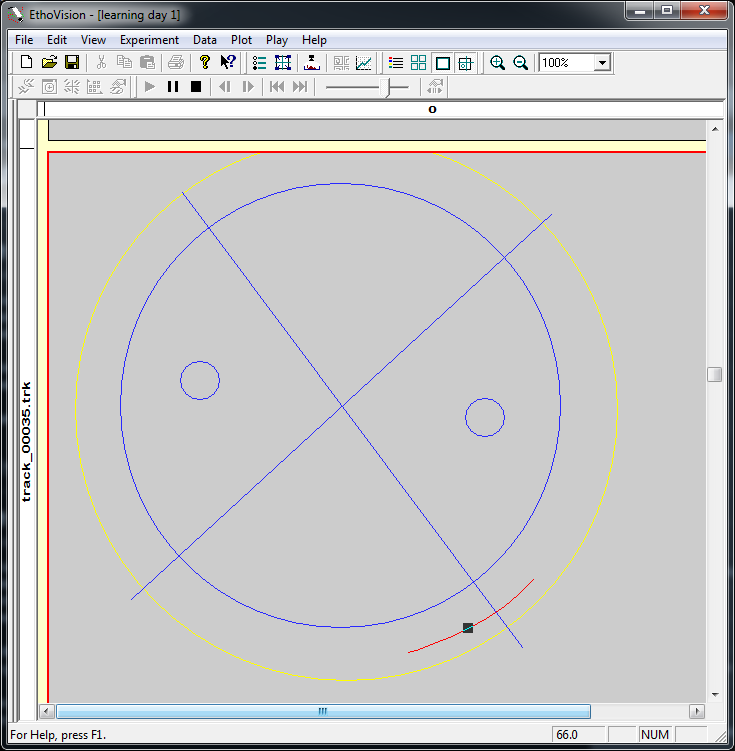 EthoVision - [learning day 1]
File Edit View Experiment Data Plot Play Help
100%
o
track_00035.trk
For Help, press F1.
66.0
NUM